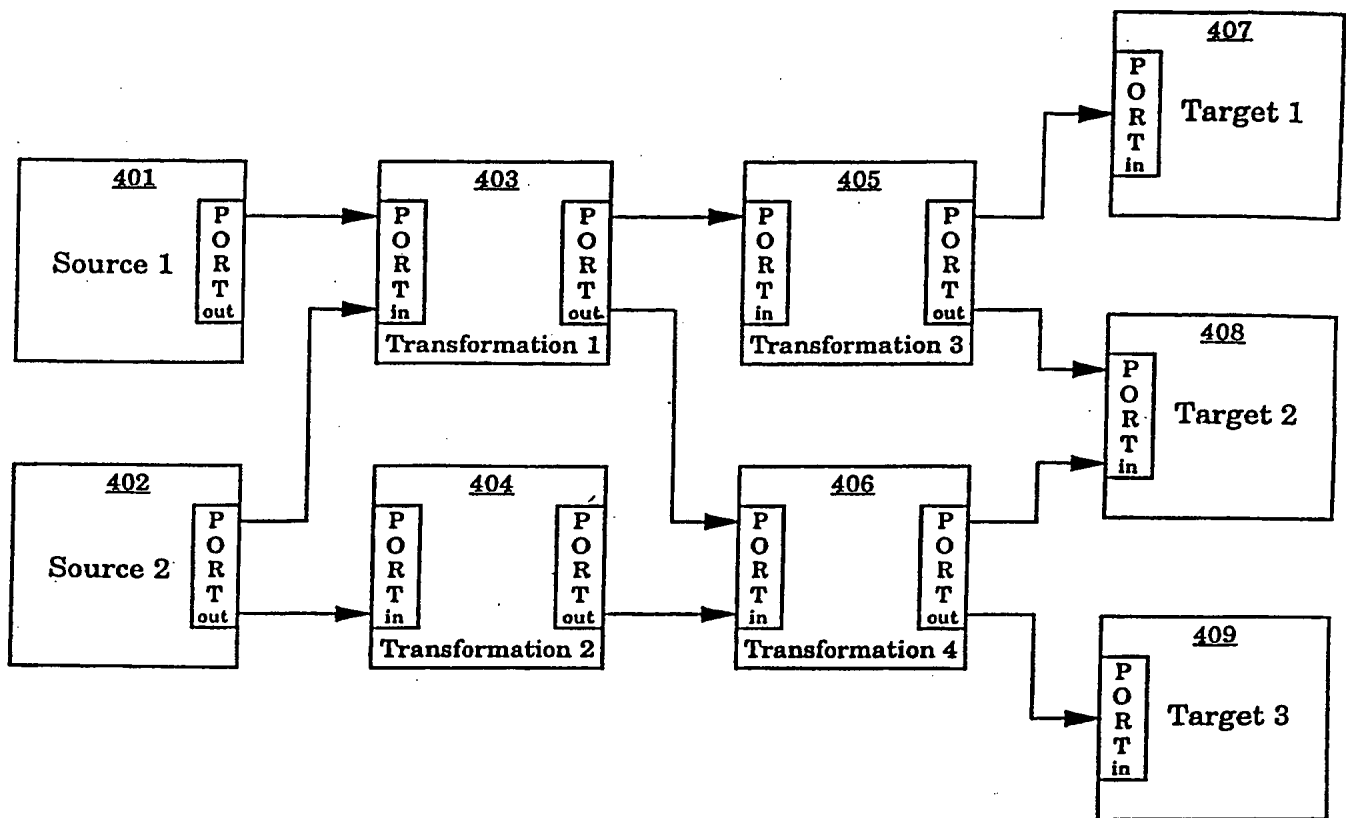 407
P
O
R
T
in
Target 1
401
Source 1
P
O
R
T
out
403
P
O
R
T
in
P
O
R
T
out
Transformation 1
405
P
O
R
T
in
P
O
R
T
out
Transformation 3
408
P
O
R
T
in
Target 2
402
Source 2
P
O
R
T
out
404
P
O
R
T
in
P
O
R
T
out
Transformation 2
406
P
O
R
T
in
P
O
R
T
out
Transformation 4
409
P
O
R
T
in
Target 3